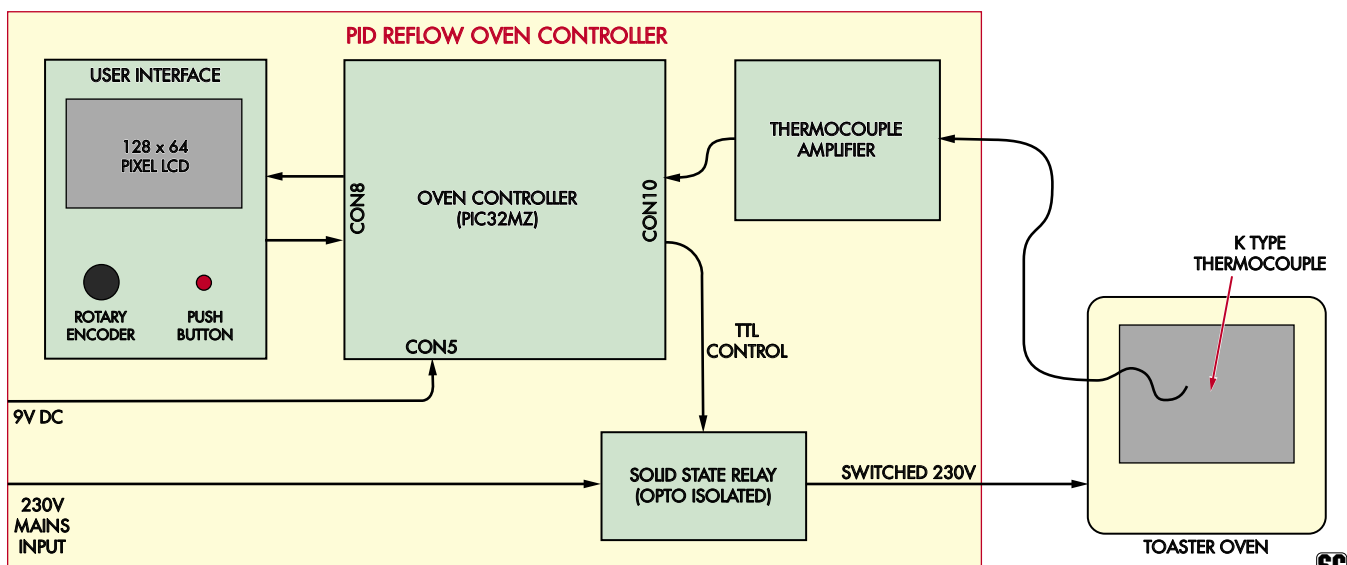 PID REFLOW OVEN CONTROLLER
USER INTERFACE
128 x 64
PIXEL LCD
ROTARY
ENCODER
PUSH
BUTTON
CON8
OVEN CONTROLLER
(PIC32MZ)
CON10
CON5
THERMOCOUPLE
AMPLIFIER
K TYPE
THERMOCOUPLE
TTL
CONTROL
9V DC
230V
MAINS
INPUT
SOLID STATE RELAY
(OPTO ISOLATED)
SWITCHED 230V
TOASTER OVEN
SC